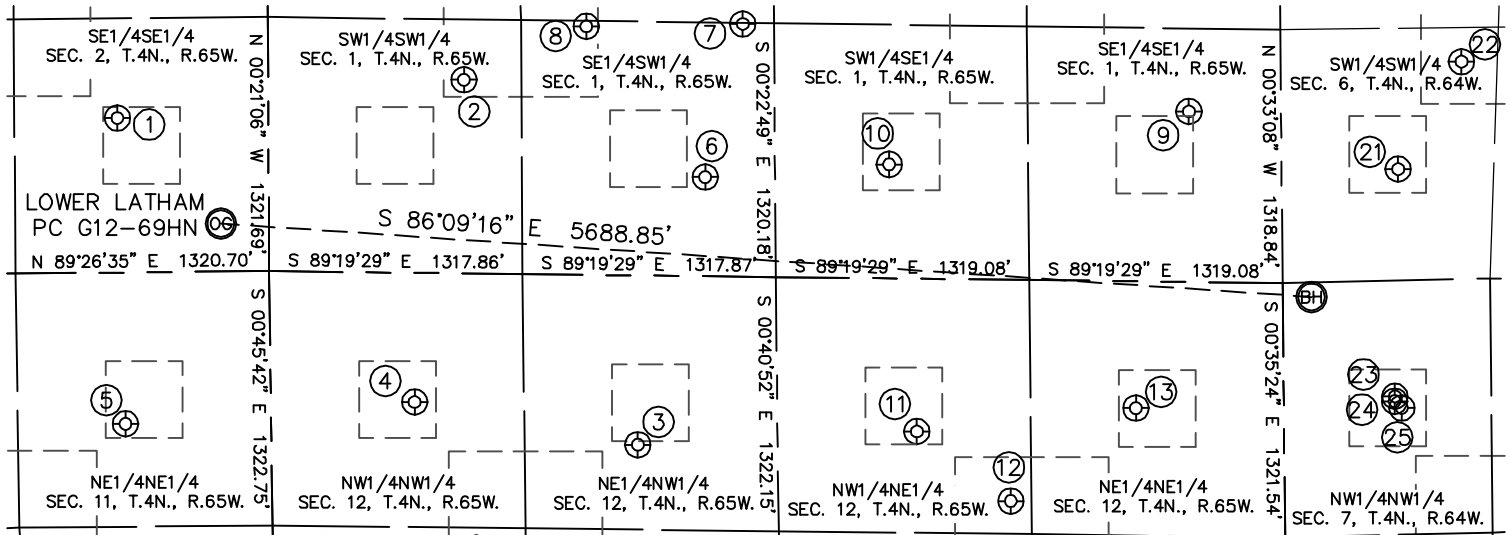 SE1/4SE1/4
SEC. 2, T.4N., R.65W.
SW1/4SW1/4
SEC. 1, T.4N., R.65W.
SE1/4SW1/4
SEC. 1, T.4N., R.65W.
SW1/4SW1/4
SEC. 1, T.4N., R.65W.
SE1/4SE1/4
SEC. 1, T.4N., R.65W.
SW1/4SW1/4
SEC. 6, T.4N., R.64W.
8
7
22
1
2
6
10
9
21
N 00°21'06" W 1321.69'
S 00°22'49" E 1320.18'
N 00°33'08" W 1318.84'
LOWER LATHAM
PC G12-69HN
OG
S 86°09'16" E 5688.85'
N 89°26'35" E 1320.70'
S 89°19'29" E 1317.86'
S 89°19'29" E 1317.87'
S 89°19'29" E 1319.08'
S 89°19'29" E 1319.08'
BH
S 00°45'42" E 1322.75'
S 00°40'52" E 1322.15'
S 00°35'24" E 1321.54'
5
4
3
11
13
23
24
25
12
NE1/4NE1/4
SEC. 11, T.4N., R.65W.
NW1/4NW1/4
SEC. 12, T.4N., R.65W.
NE1/4NW1/4
SEC. 12, T.4N., R.65W.
NW1/4NE1/4
SEC. 12, T.4N., R.65W.
NE1/4NE1/4
SEC. 12, T.4N., R.65W.
NW1/4NW1/4
SEC. 7, T.4N., R.64W.